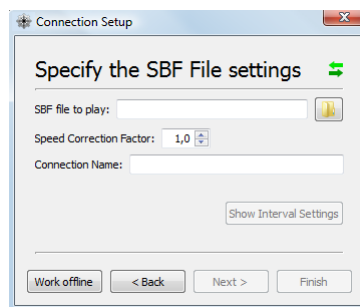 Connection Setup
Specify the SBF File settings
SBF file to play:
Speed Correction Factor: 1,0
Connection Name:
Show Interval Settings
Work offline < Back Next > Finish